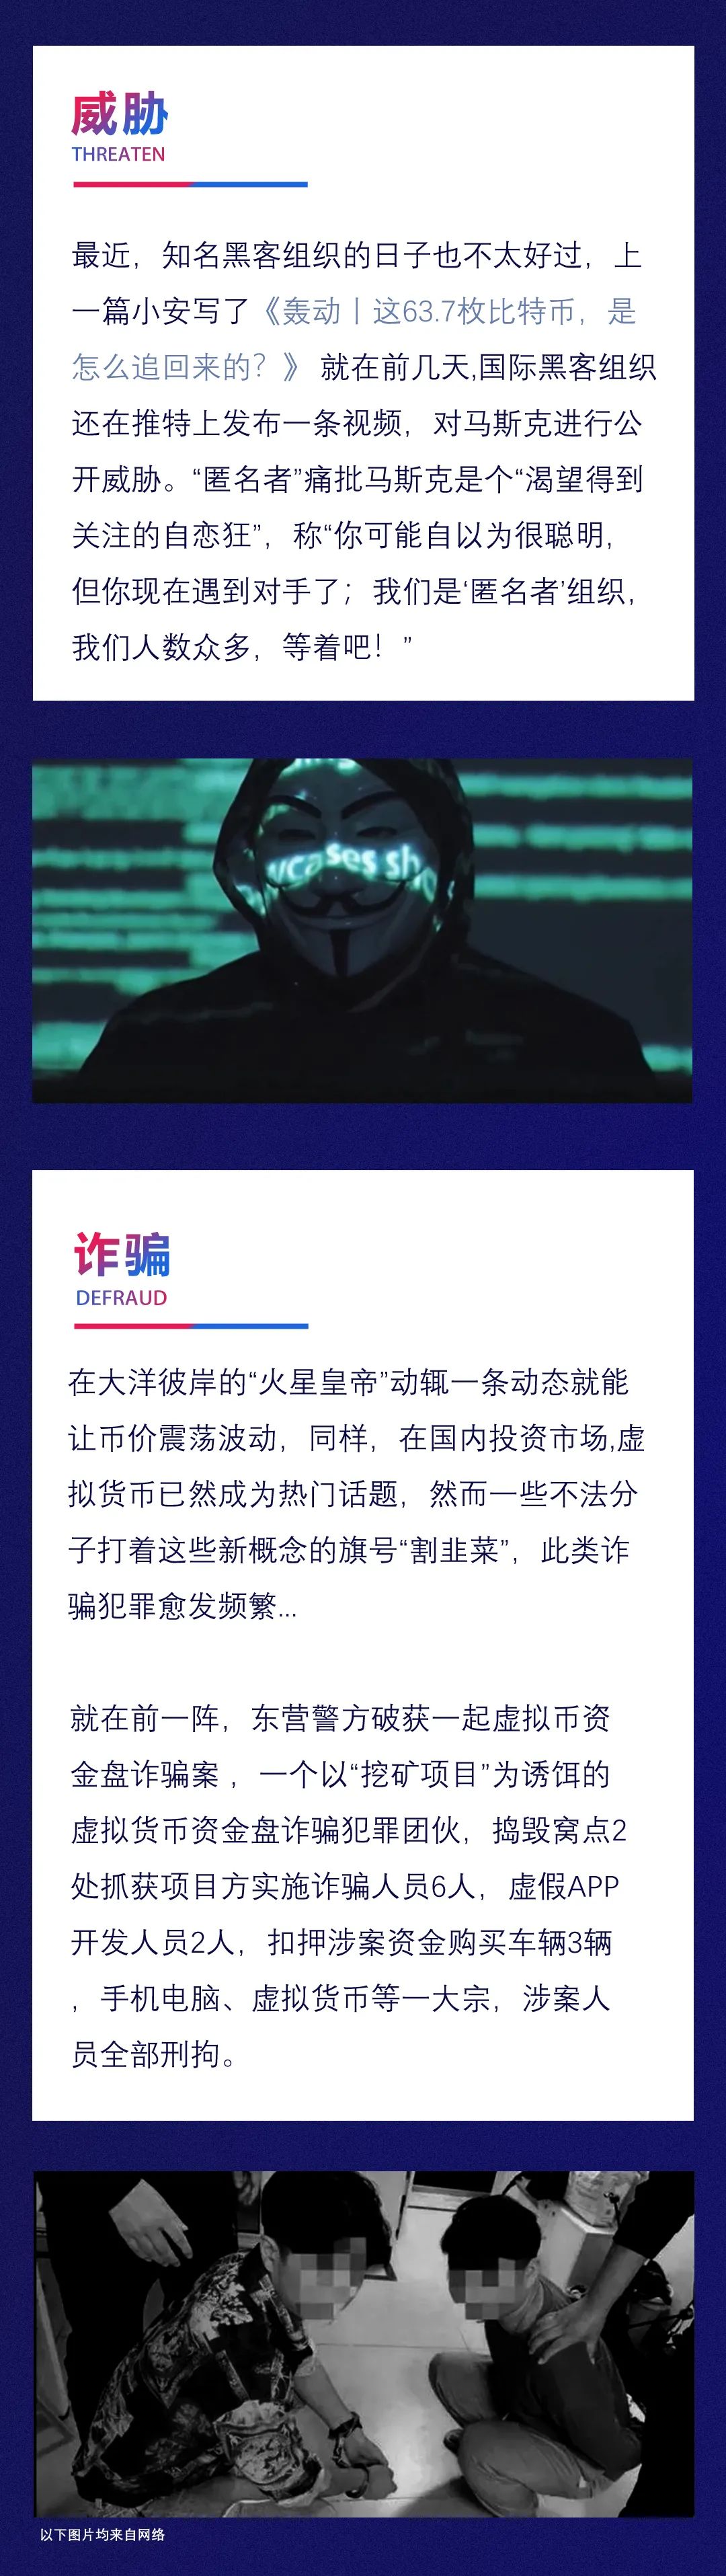 威胁
THREATEN
最近，知名黑客组织的日子也不太好过，上
一篇小安写了《轰动丨这63.7枚比特币，是
怎么追回来的？》 就在前几天,国际黑客组织
还在推特上发布一条视频，对马斯克进行公
开威胁。“匿名者”痛批马斯克是个“渴望得到
关注的自恋狂”，称“你可能自以为很聪明，
但你现在遇到对手了；我们是‘匿名者’组织，
我们人数众多，等着吧！”
wcases sho
诈骗
DEFRAUD
在大洋彼岸的“火星皇帝”动辄一条动态就能
让币价震荡波动，同样，在国内投资市场,虚
拟货币已然成为热门话题，然而一些不法分
子打着这些新概念的旗号“割韭菜”，此类诈
骗犯罪愈发频繁...
就在前一阵，东营警方破获一起虚拟币资
金盘诈骗案 ，一个以“挖矿项目”为诱饵的
虚拟货币资金盘诈骗犯罪团伙，捣毁窝点2
处抓获项目方实施诈骗人员6人，虚假APP
开发人员2人，扣押涉案资金购买车辆3辆
，手机电脑、虚拟货币等一大宗，涉案人
员全部刑拘。
以下图片均来自网络